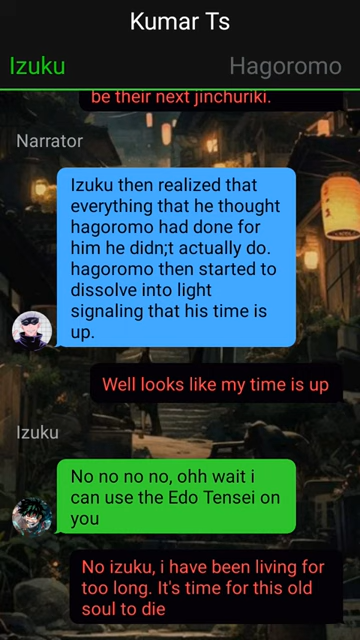 Kumar Ts
Izuku
Hagoromo
be their next jinchuriki.
Narrator
Izuku then realized that
everything that he thought
hagoromo had done for
him he didn;t actually do.
hagoromo then started to
dissolve into light
signaling that his time is
up.
Well looks like my time is up
Izuku
No no no no, ohh wait i
can use the Edo Tensei on
you
No izuku, i have been living for
too long. It's time for this old
soul to die